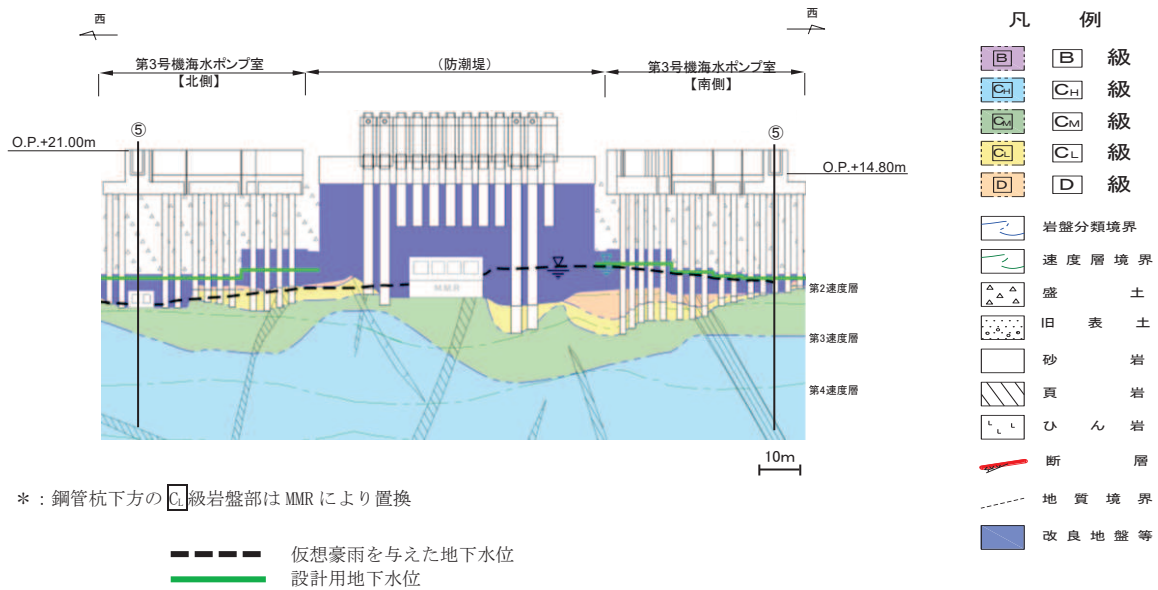 西
西
第3号機海水ポンプ室
【北側】
(防潮堤)
第3号機海水ポンプ室
【南側】
⑤
⑤
O.P.+21.00m
O.P.+14.80m
M.M.R
第2速度層
第3速度層
第4速度層
10m
*:鋼管杭下方のCL級岩盤部は MMR により置換
仮想豪雨を与えた地下水位
設計用地下水位
凡 例
B B 級
CH CH 級
CM CM 級
CL CL 級
D D 級
岩盤分類境界
速度層境界
盛 土
旧 表 土
砂 岩
頁 岩
ひ ん 岩
断 層
地 質 境 界
改 良 地 盤 等